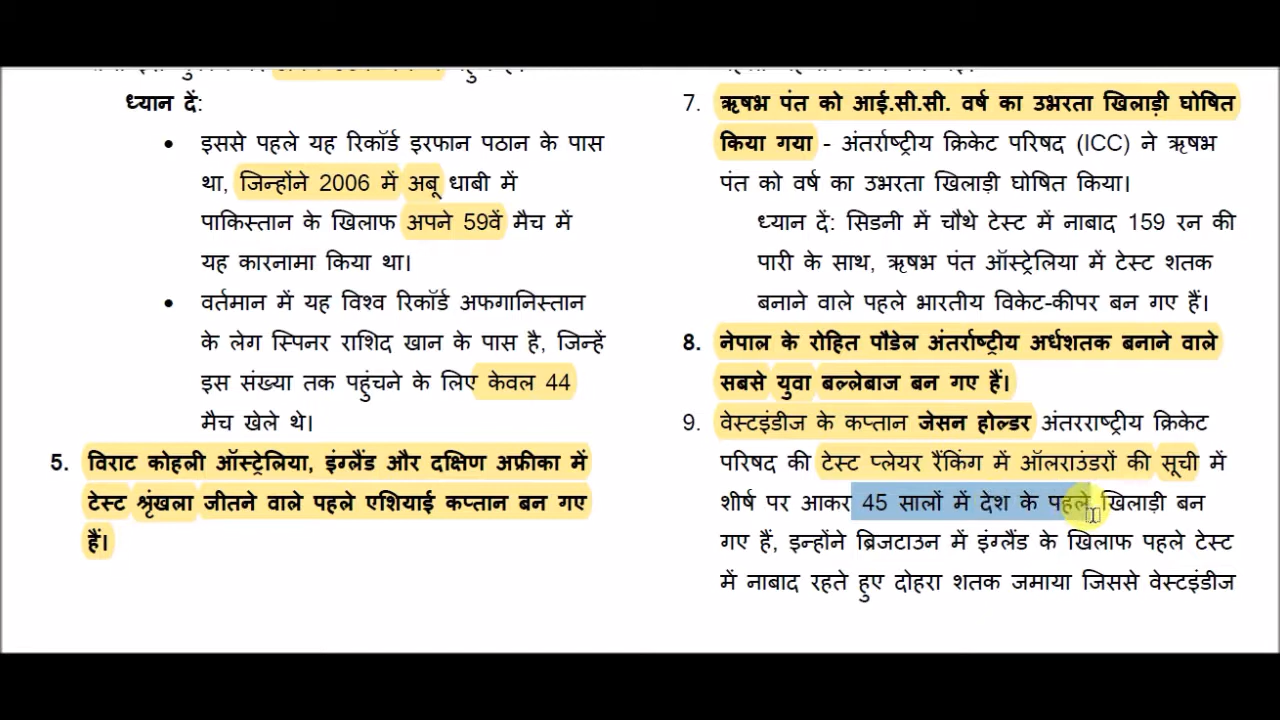 ध्यान दें:
• इससे पहले यह रिकॉर्ड इरफान पठान के पास
था, जिन्होंने 2006 में अबू धाबी में
पाकिस्तान के खिलाफ अपने 59वें मैच में
यह कारनामा किया था।
• वर्तमान में यह विश्व रिकॉर्ड अफगानिस्तान
के लेग स्पिनर राशिद खान के पास है, जिन्हें
इस संख्या तक पहुंचने के लिए केवल 44
मैच खेले थे।
5. विराट कोहली ऑस्ट्रेलिया, इंग्लैंड और दक्षिण अफ्रीका में
टेस्ट श्रृंखला जीतने वाले पहले एशियाई कप्तान बन गए
हैं।
7. ऋषभ पंत को आई.सी.सी. वर्ष का उभरता खिलाड़ी घोषित
किया गया - अंतर्राष्ट्रीय क्रिकेट परिषद (ICC) ने ऋषभ
पंत को वर्ष का उभरता खिलाड़ी घोषित किया।
ध्यान दें: सिडनी में चौथे टेस्ट में नाबाद 159 रन की
पारी के साथ, ऋषभ पंत ऑस्ट्रेलिया में टेस्ट शतक
बनाने वाले पहले भारतीय विकेट-कीपर बन गए हैं।
8. नेपाल के रोहित पौडेल अंतर्राष्ट्रीय अर्धशतक बनाने वाले
सबसे युवा बल्लेबाज बन गए हैं।
9. वेस्टइंडीज के कप्तान जेसन होल्डर अंतरराष्ट्रीय क्रिकेट
परिषद की टेस्ट प्लेयर रैंकिंग में ऑलराउंडरों की सूची में
शीर्ष पर आकर 45 सालों में देश के पहले खिलाड़ी बन
गए हैं, इन्होंने ब्रिजटाउन में इंग्लैंड के खिलाफ पहले टेस्ट
में नाबाद रहते हुए दोहरा शतक जमाया जिससे वेस्टइंडीज